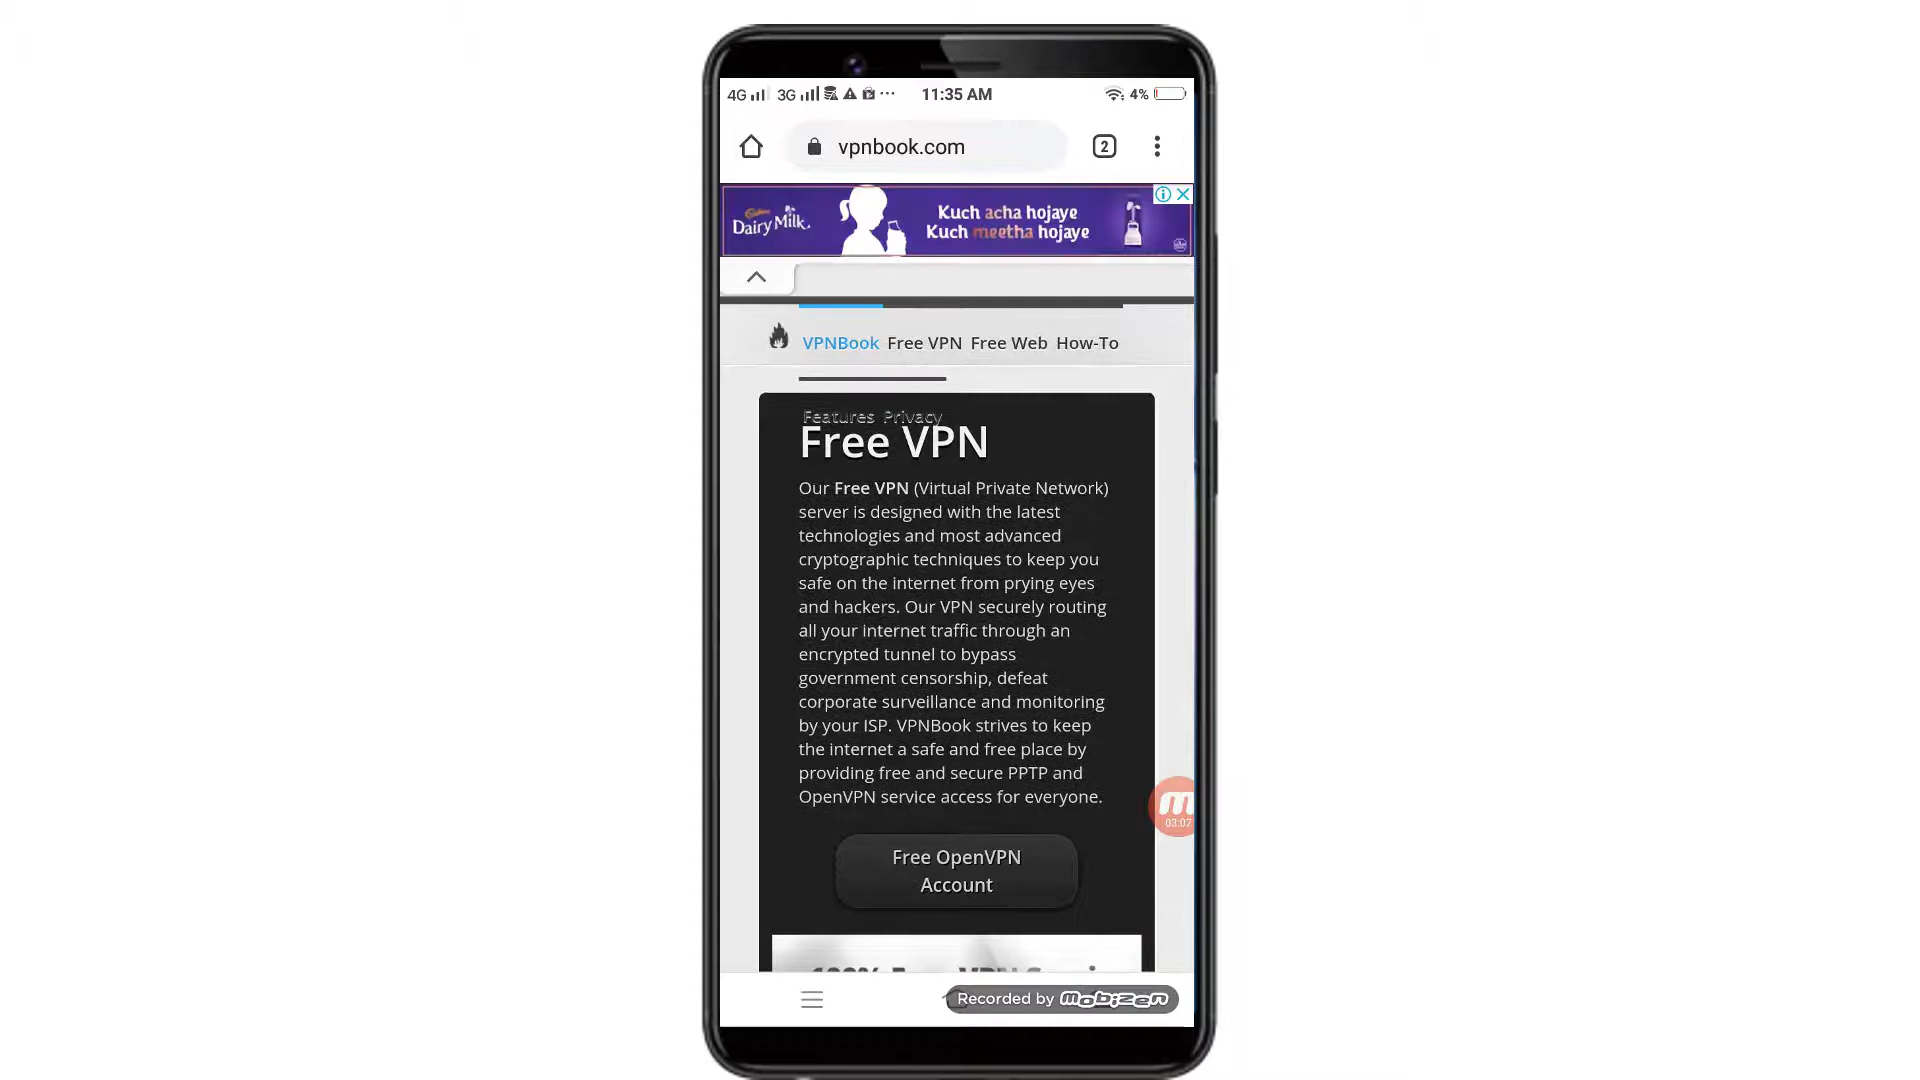 4G 3G 11:35 AM 4%
vpnbook.com 2
Cadbury
Dairy Milk
Kuch acha hojaye
Kuch meetha hojaye
VPNBook Free VPN Free Web How-To
Features Privacy
Free VPN
Our Free VPN (Virtual Private Network)
server is designed with the latest
technologies and most advanced
cryptographic techniques to keep you
safe on the internet from prying eyes
and hackers. Our VPN securely routing
all your internet traffic through an
encrypted tunnel to bypass
government censorship, defeat
corporate surveillance and monitoring
by your ISP. VPNBook strives to keep
the internet a safe and free place by
providing free and secure PPTP and
OpenVPN service access for everyone.
03:07
Free OpenVPN
Account
Recorded by mobizen